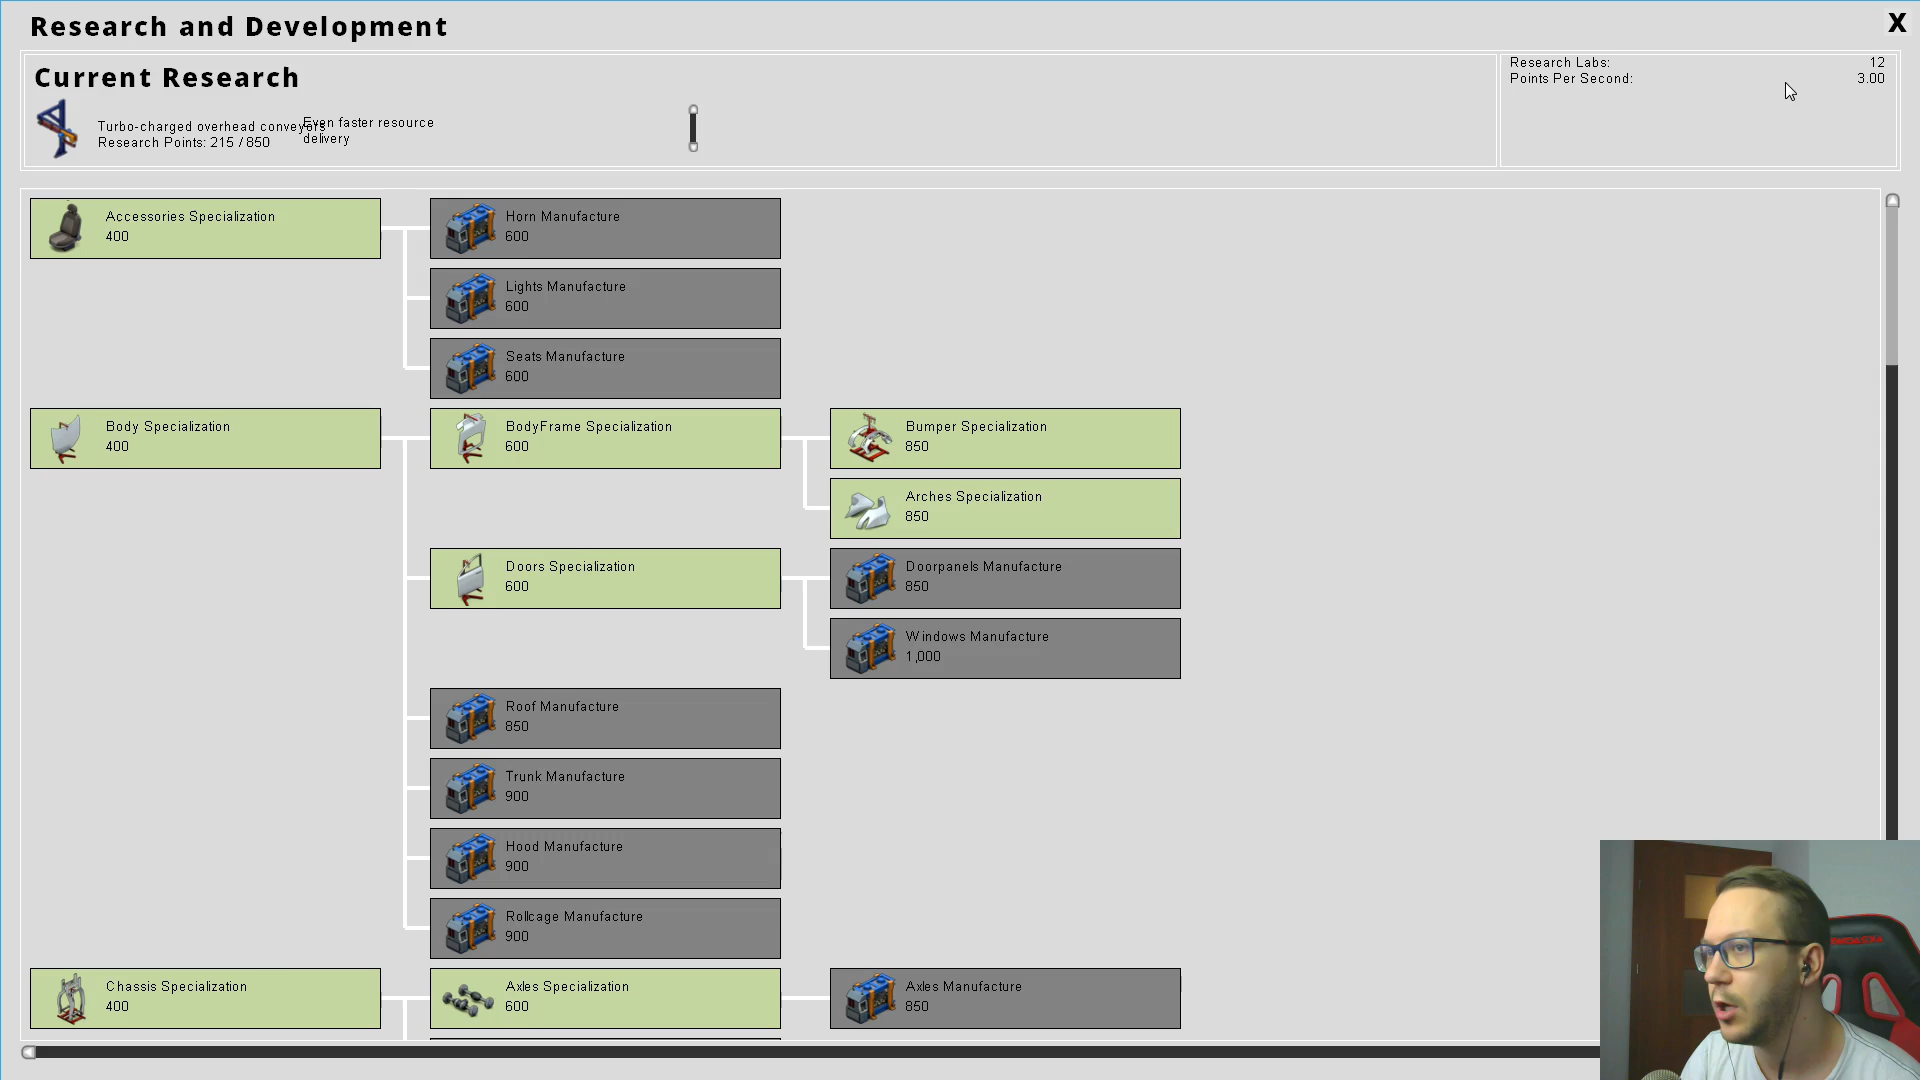 Research and Development
X
Current Research
Turbo-charged overhead conveyors
Research Points: 215 / 850
Even faster resource
delivery
Research Labs: 12
Points Per Second: 3.00
Accessories Specialization
400
Horn Manufacture
600
Lights Manufacture
600
Seats Manufacture
600
Body Specialization
400
BodyFrame Specialization
600
Bumper Specialization
850
Arches Specialization
850
Doors Specialization
600
Doorpanels Manufacture
850
Windows Manufacture
1,000
Roof Manufacture
850
Trunk Manufacture
900
Hood Manufacture
900
Rollcage Manufacture
900
Chassis Specialization
400
Axles Specialization
600
Axles Manufacture
850